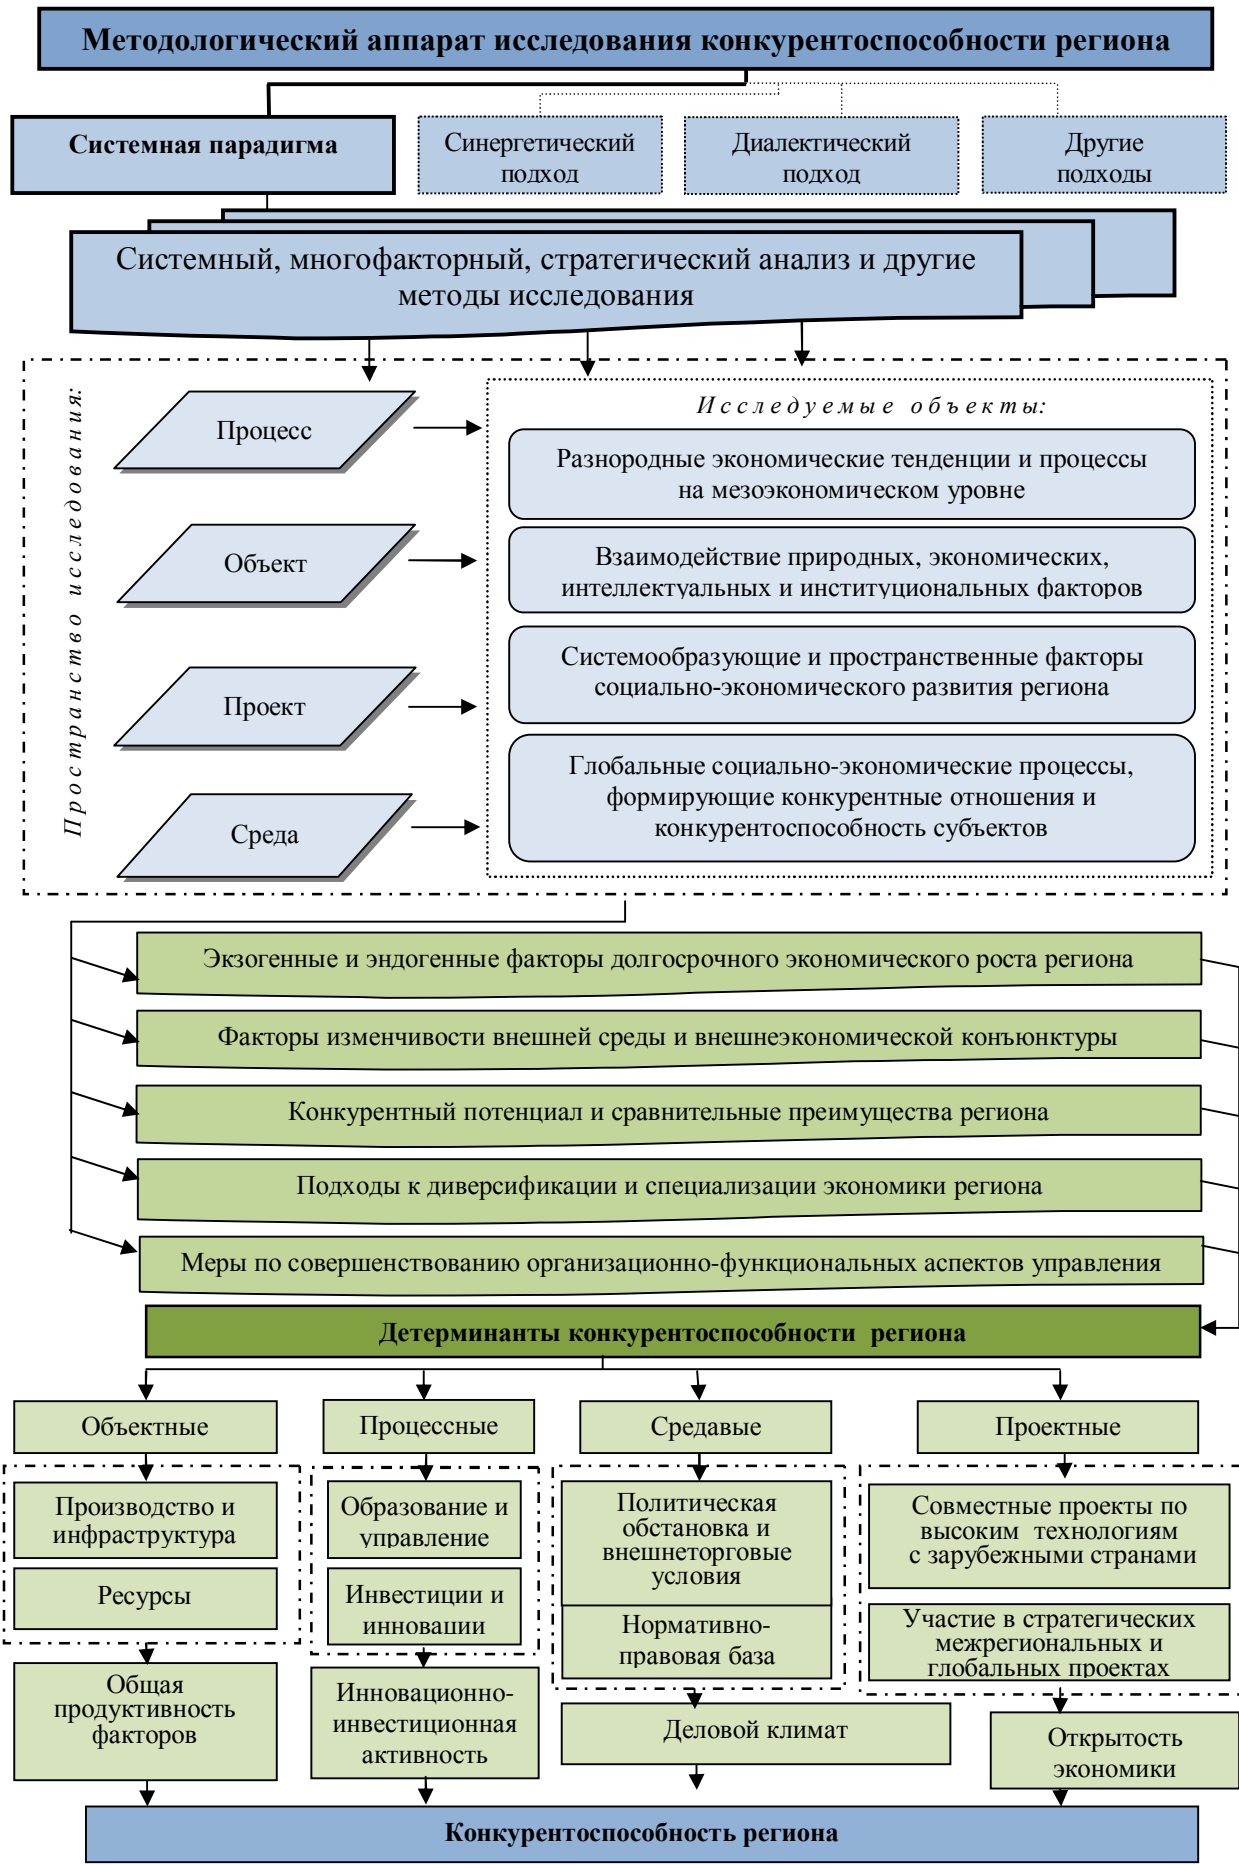 Методологический аппарат исследования конкурентоспособности региона
Системная парадигма
Синергетический
подход
Диалектический
подход
Другие
подходы
Системный, многофакторный, стратегический анализ и другие
методы исследования
Пространство исследования:
Процесс
Объект
Проект
Среда
Исследуемые объекты:
Разнородные экономические тенденции и процессы
на мезоэкономическом уровне
Взаимодействие природных, экономических,
интеллектуальных и институциональных факторов
Системообразующие и пространственные факторы
социально-экономического развития региона
Глобальные социально-экономические процессы,
формирующие конкурентные отношения и
конкурентоспособность субъектов
Экзогенные и эндогенные факторы долгосрочного экономического роста региона
Факторы изменчивости внешней среды и внешнеэкономической конъюнктуры
Конкурентный потенциал и сравнительные преимущества региона
Подходы к диверсификации и специализации экономики региона
Меры по совершенствованию организационно-функциональных аспектов управления
Детерминанты конкурентоспособности региона
Объектные
Процессные
Средавые
Проектные
Производство и
инфраструктура
Ресурсы
Образование и
управление
Инвестиции и
инновации
Политическая
обстановка и
внешнеторговые
условия
Нормативно-
правовая база
Совместные проекты по
высоким технологиям
с зарубежными странами
Участие в стратегических
межрегиональных и
глобальных проектах
Общая
продуктивность
факторов
Инновационно-
инвестиционная
активность
Деловой климат
Открытость
экономики
Конкурентоспособность региона